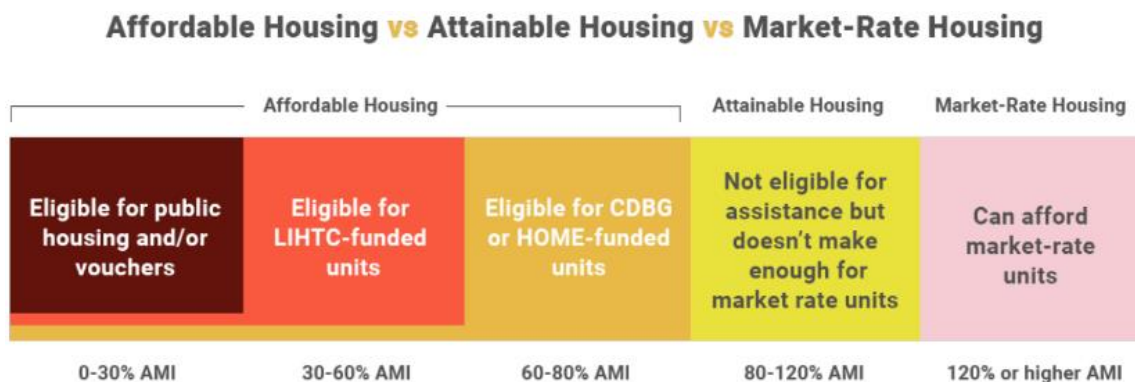 Affordable Housing vs Attainable Housing vs Market-Rate Housing
Affordable Housing
Attainable Housing
Market-Rate Housing
Eligible for public
housing and/or
vouchers
Eligible for
LIHTC-funded
units
Eligible for CDBG
or HOME-funded
units
Not eligible for
assistance but
doesn’t make
enough for
market rate units
Can afford
market-rate
units
0-30% AMI
30-60% AMI
60-80% AMI
80-120% AMI
120% or higher AMI